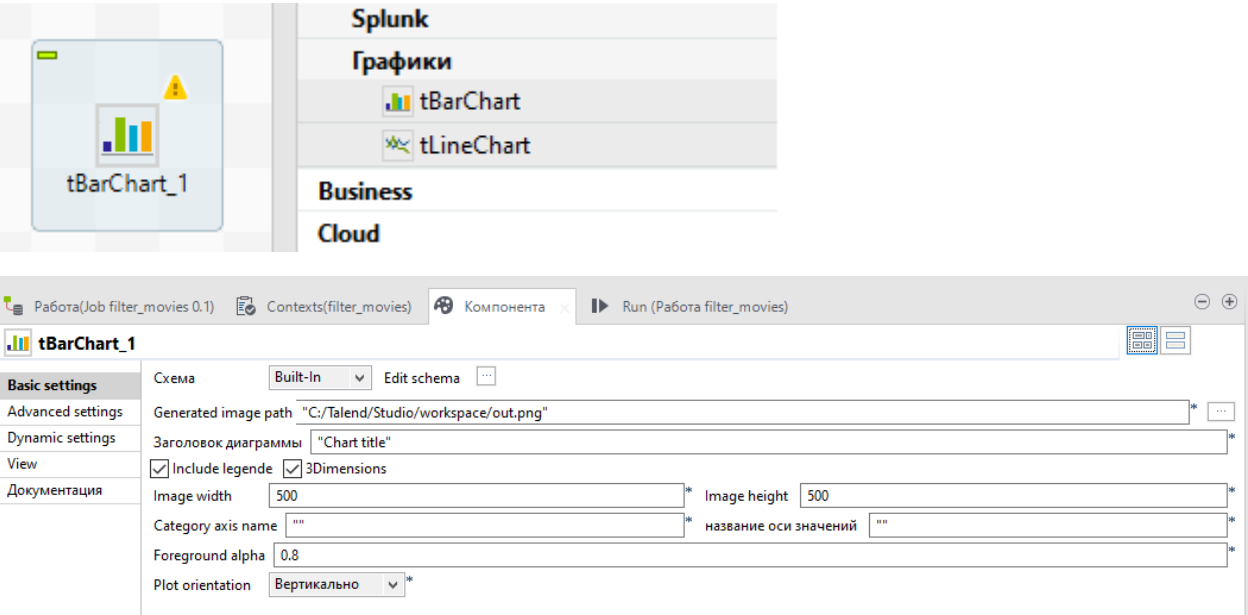 Splunk
Графики
tBarChart
tLineChart
Business
Cloud
tBarChart_1
Работа(Job filter_movies 0.1) Contexts(filter_movies) Компонента Run (Работа filter_movies)
tBarChart_1
Basic settings
Advanced settings
Dynamic settings
View
Документация
Схема Built-In Edit schema ...
Generated image path "C:/Talend/Studio/workspace/out.png" * ...
Заголовок диаграммы "Chart title" *
Include legende 3Dimensions
Image width 500 * Image height 500 *
Category axis name "" * название оси значений "" *
Foreground alpha 0.8 *
Plot orientation Вертикально *